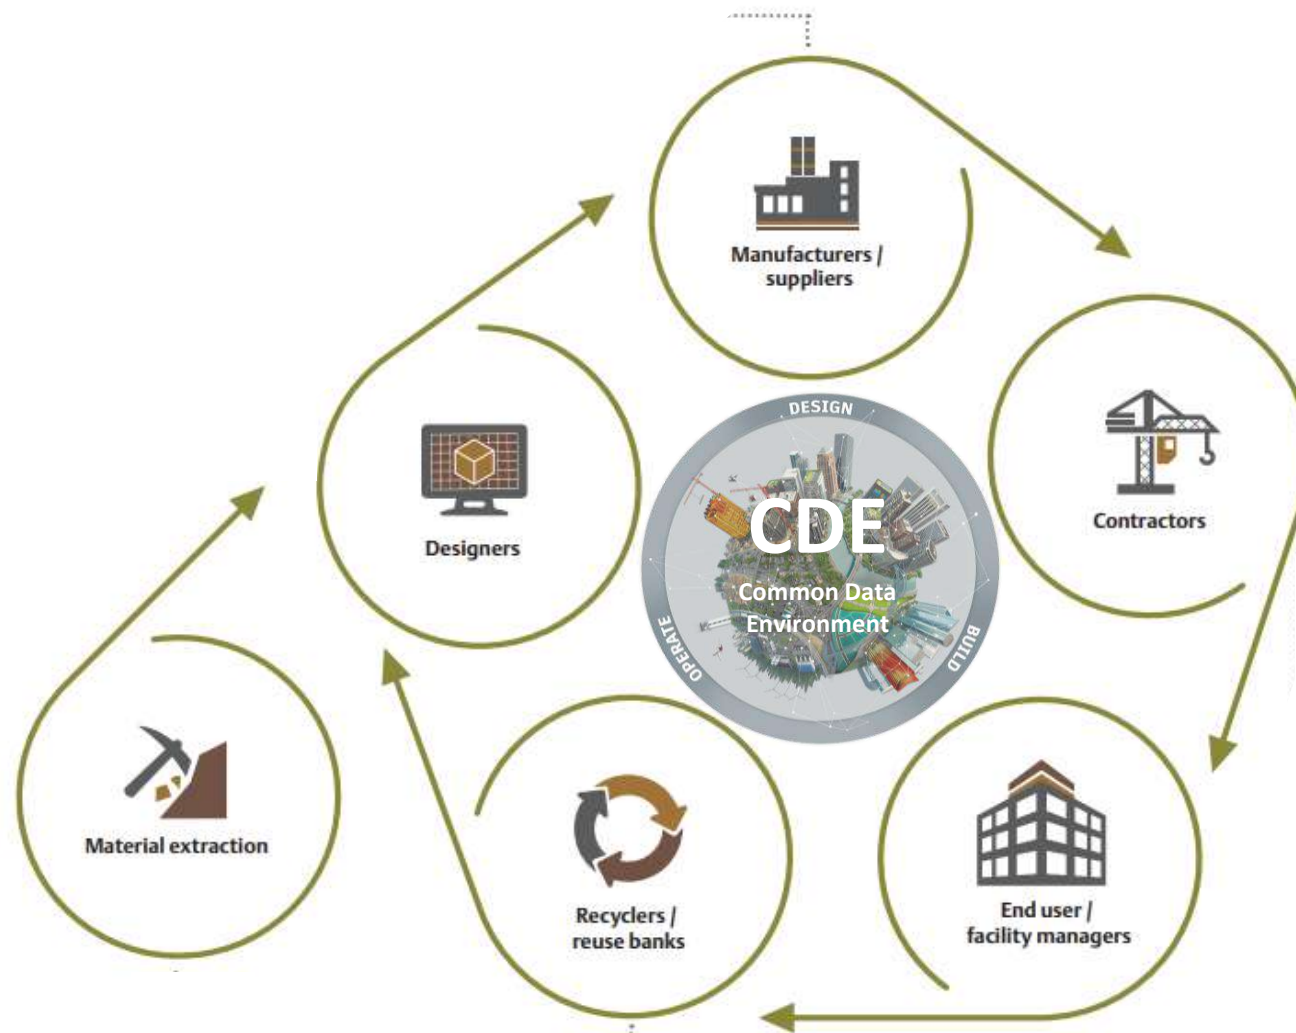 Manufacturers /
suppliers
DESIGN
CDE
Common Data
Environment
OPERATE
BUILD
Contractors
Designers
Material extraction
Recyclers /
reuse banks
End user /
facility managers